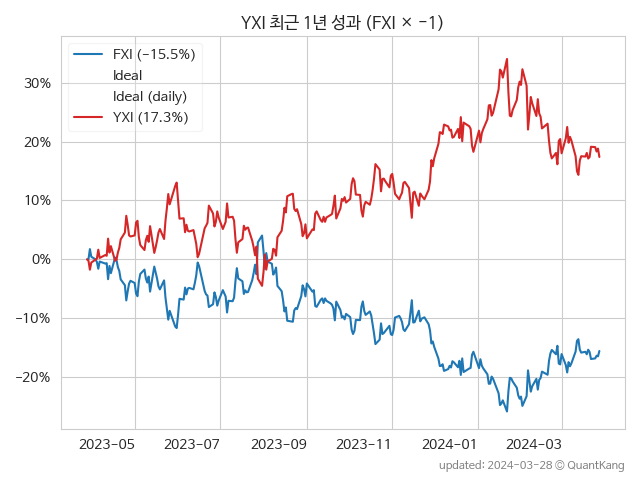 YXI 최근 1년 성과 (FXI × -1)
FXI (-15.5%)
Ideal
Ideal (daily)
YXI (17.3%)
30%
20%
10%
0%
-10%
-20%
2023-05 2023-07 2023-09 2023-11 2024-01 2024-03
updated: 2024-03-28 © QuantKang